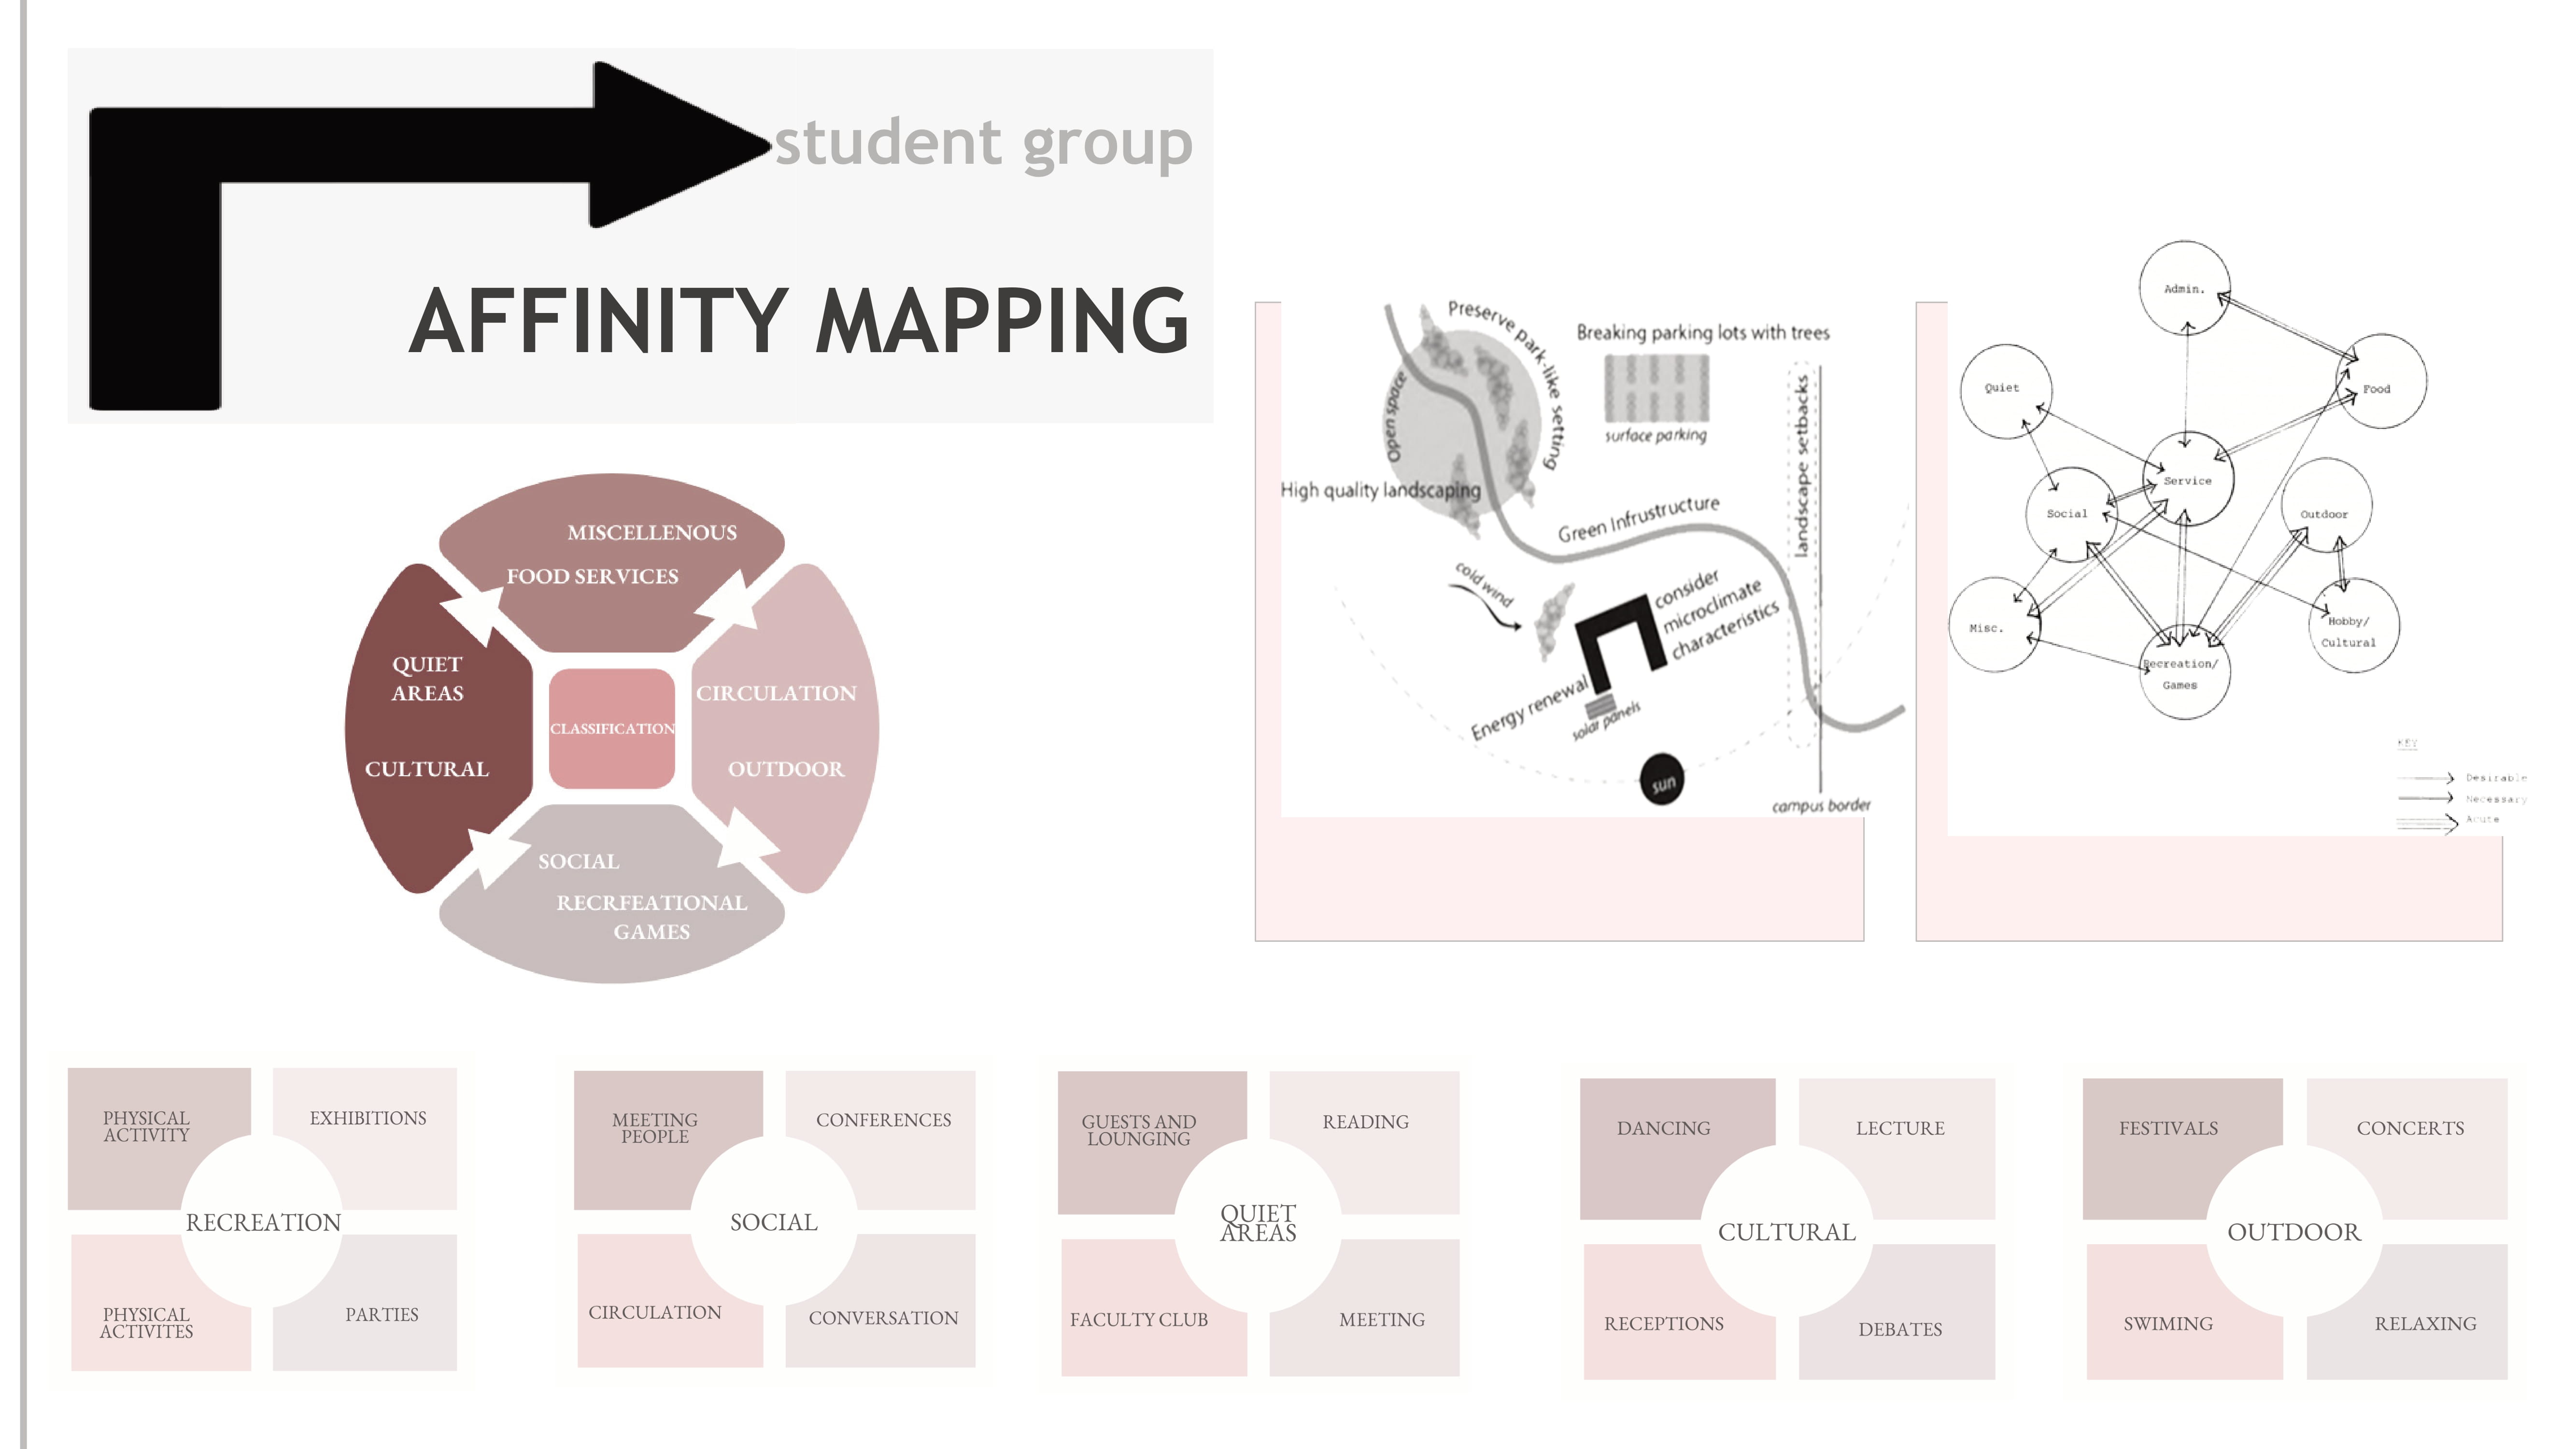 student group
AFFINITY MAPPING
MISCELLENOUS
FOOD SERVICES
QUIET
AREAS
CULTURAL
CLASSIFICATION
CIRCULATION
OUTDOOR
SOCIAL
RECRFEATIONAL
GAMES
Preserve park-like setting
Open space
High quality landscaping
Breaking parking lots with trees
surface parking
landscape setbacks
Green Infrustructure
cold wind
consider
microclimate
characteristics
Energy renewal
solar panels
sun
campus border
Admin.
Quiet
Food
Service
Social
Outdoor
Misc.
Hobby/
Cultural
Recreation/
Games
KEY
Desirable
Necessary
Acute
PHYSICAL
ACTIVITY
EXHIBITIONS
RECREATION
PHYSICAL
ACTIVITES
PARTIES
MEETING
PEOPLE
CONFERENCES
SOCIAL
CIRCULATION
CONVERSATION
GUESTS AND
LOUNGING
READING
QUIET
AREAS
FACULTY CLUB
MEETING
DANCING
LECTURE
CULTURAL
RECEPTIONS
DEBATES
FESTIVALS
CONCERTS
OUTDOOR
SWIMING
RELAXING